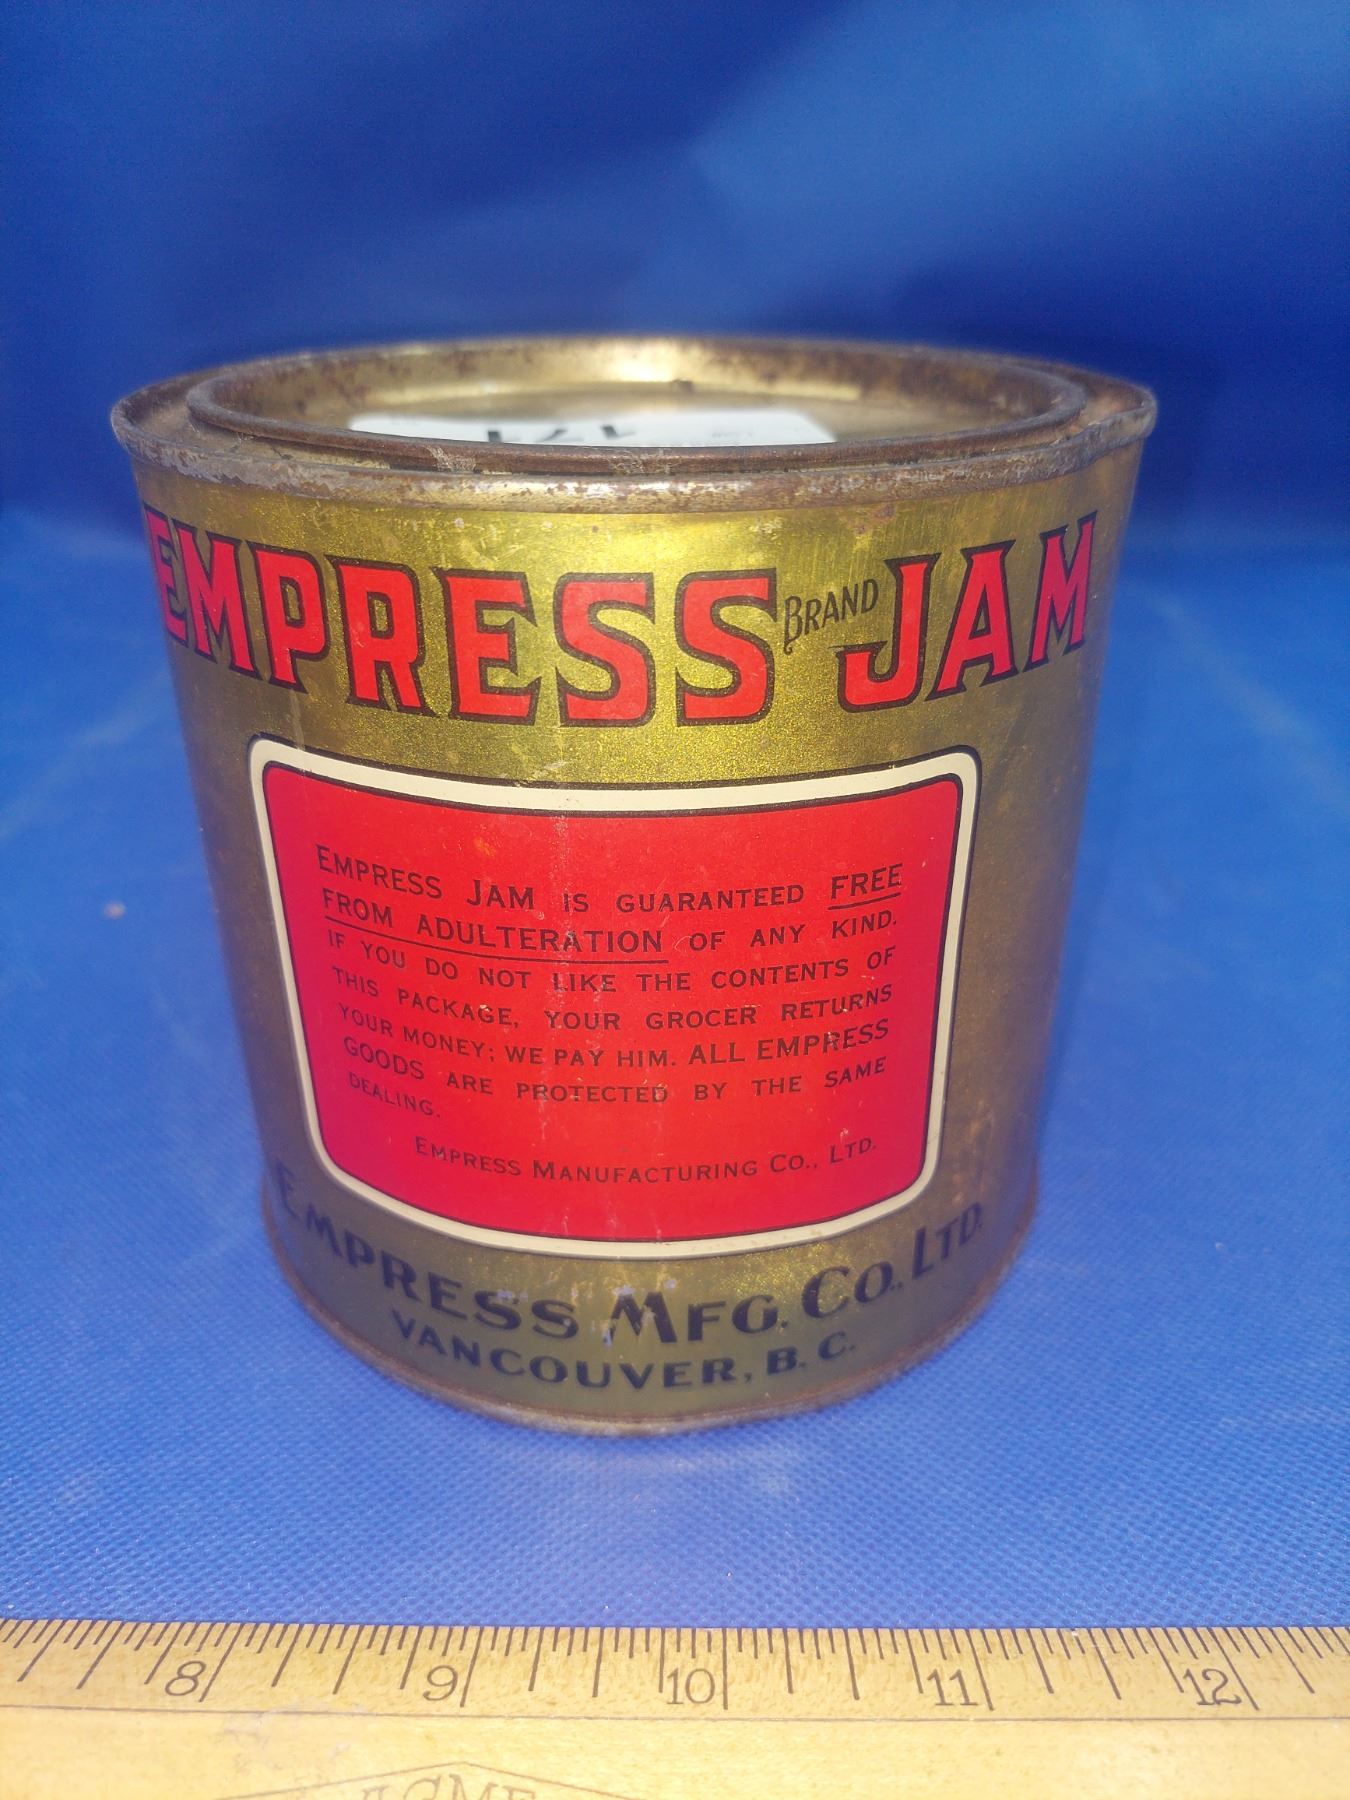 171
EMPRESS BRAND JAM
EMPRESS JAM IS GUARANTEED FREE
FROM ADULTERATION OF ANY KIND.
IF YOU DO NOT LIKE THE CONTENTS OF
THIS PACKAGE, YOUR GROCER RETURNS
YOUR MONEY; WE PAY HIM. ALL EMPRESS
GOODS ARE PROTECTED BY THE SAME
DEALING.
EMPRESS MANUFACTURING CO., LTD.
EMPRESS MFG. CO. LTD.
VANCOUVER, B. C.
8 9 10 11 12
ACME